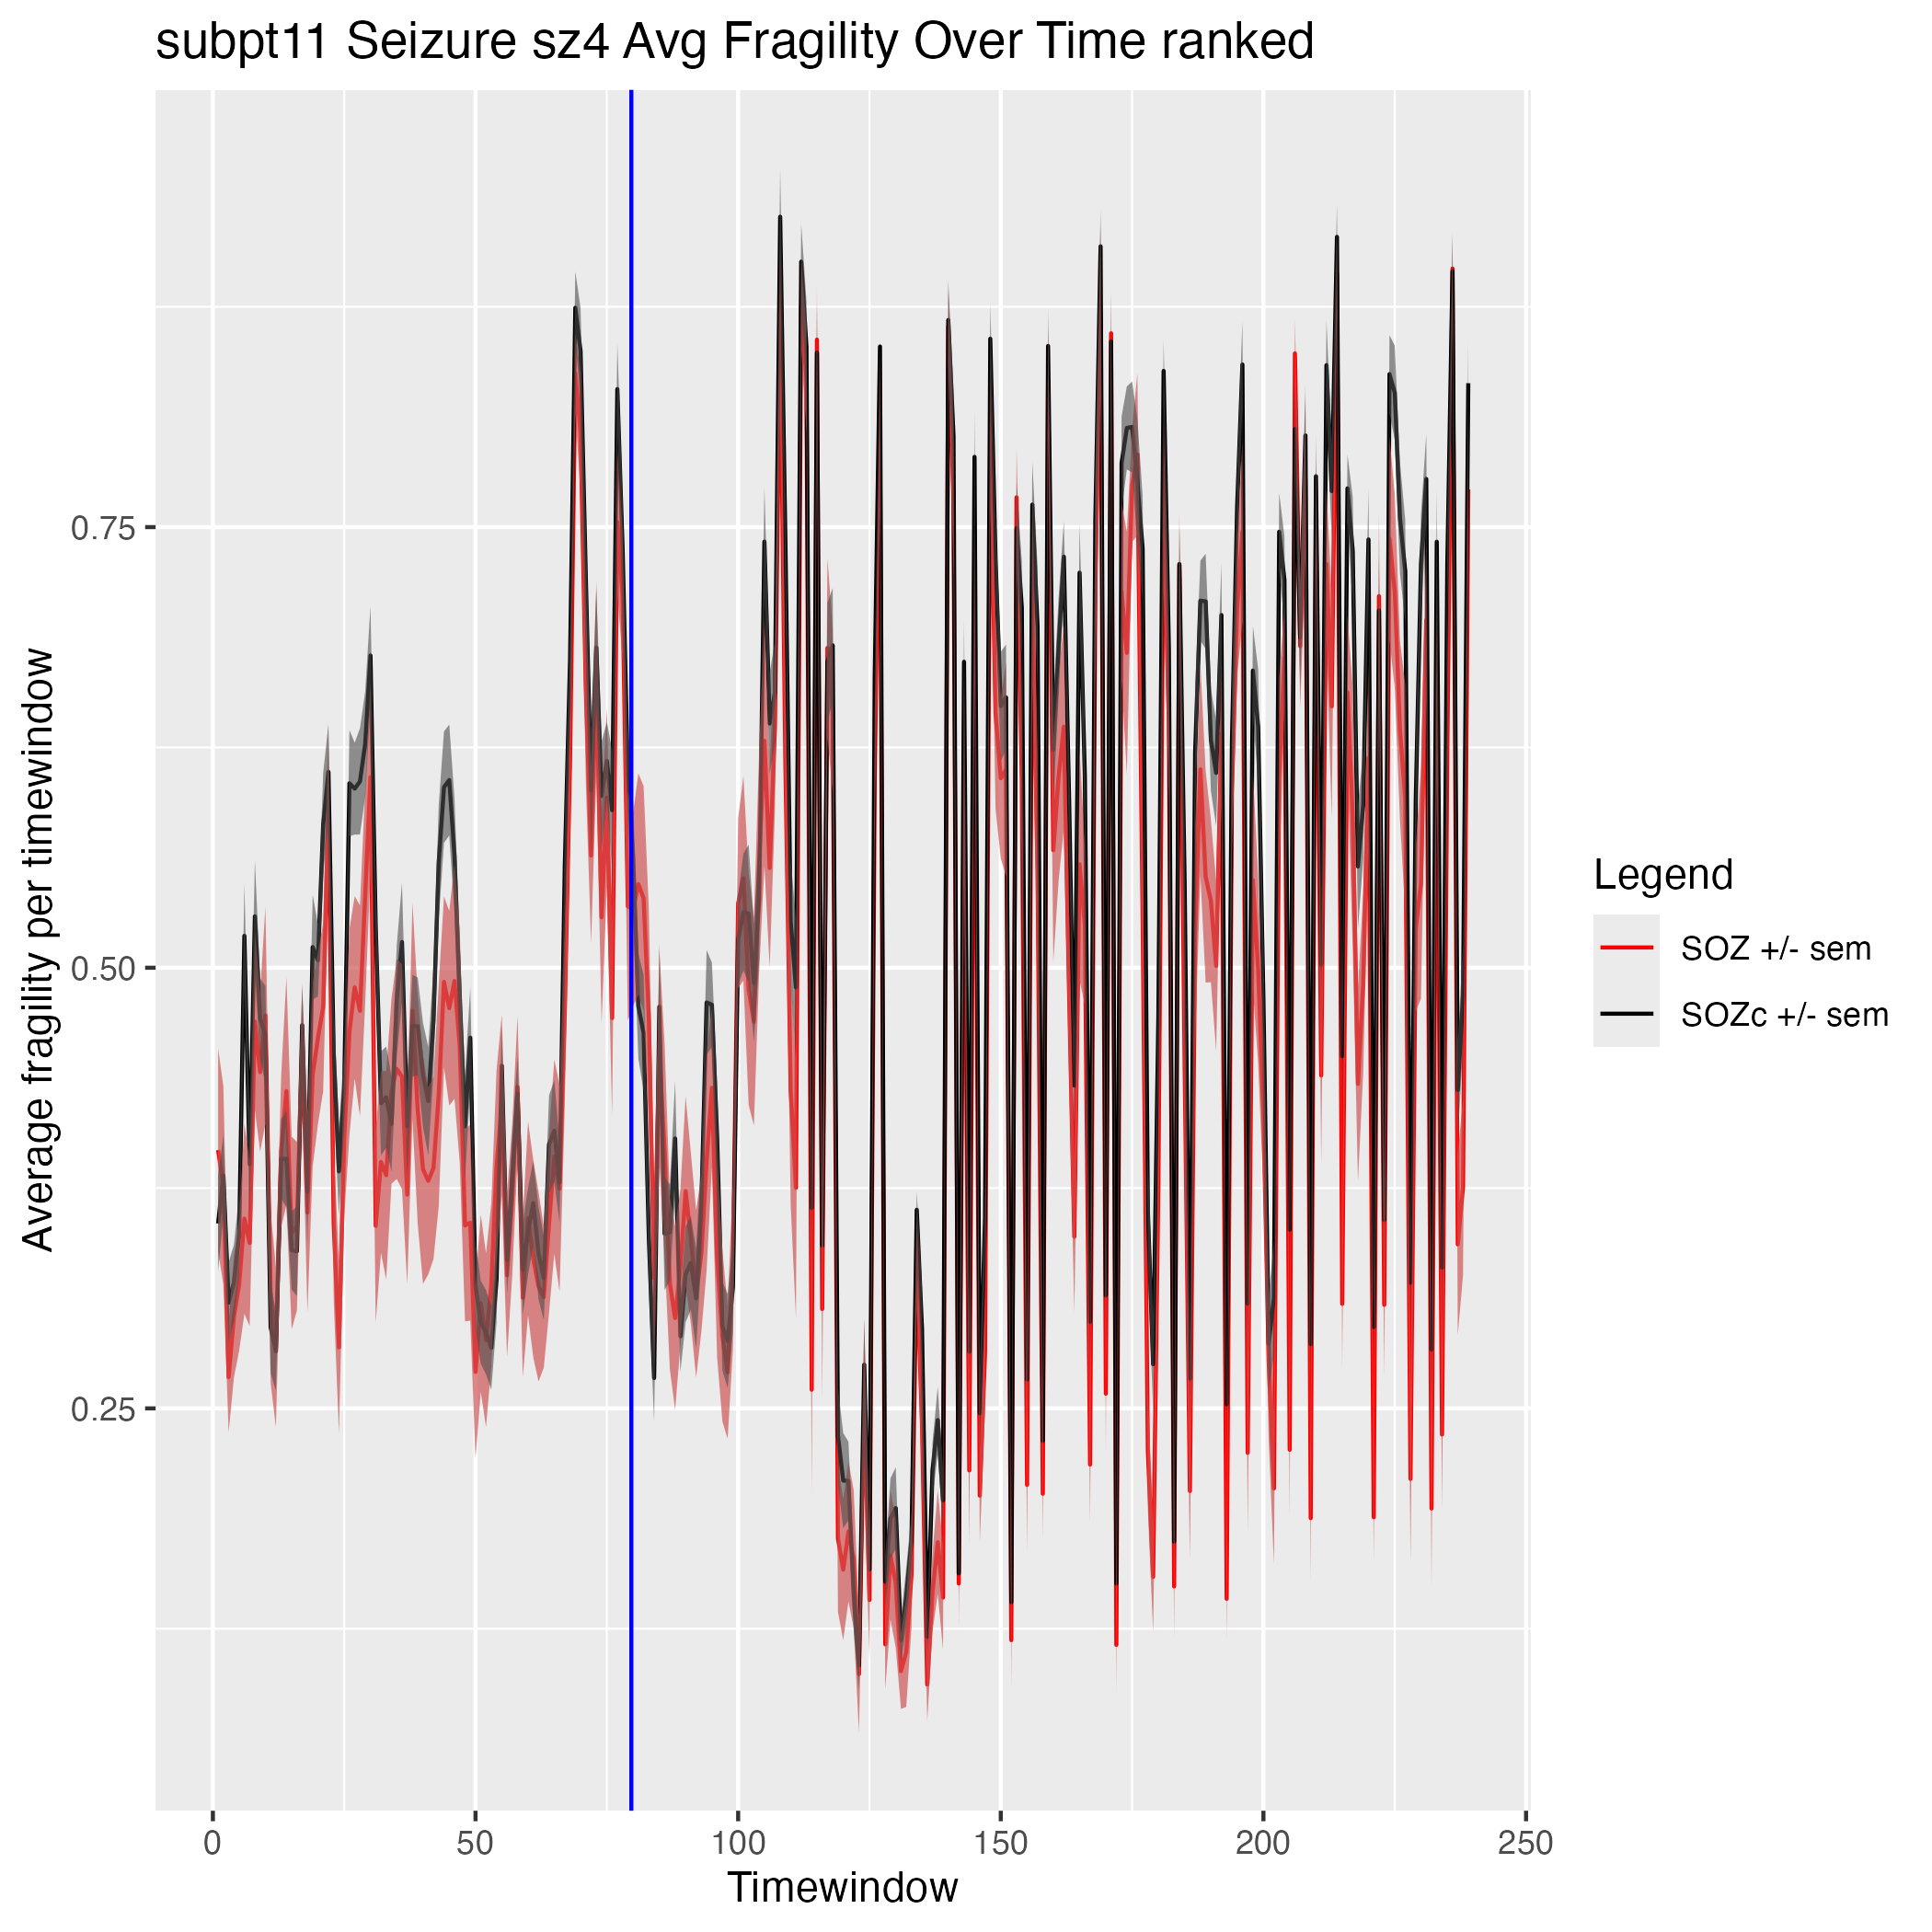 subpt11 Seizure sz4 Avg Fragility Over Time ranked
Average fragility per timewindow
0.75
0.50
0.25
0 50 100 150 200 250
Timewindow
Legend
SOZ +/- sem
SOZc +/- sem